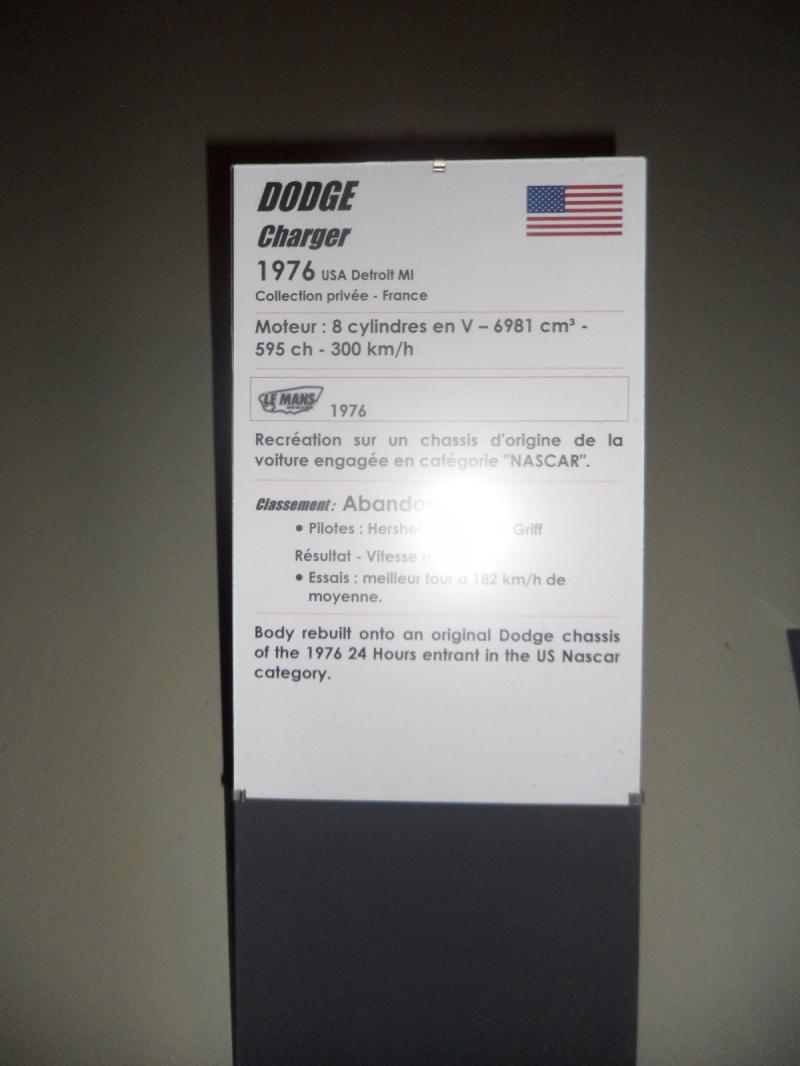 DODGE
Charger
1976 USA Detroit MI
Collection privée - France
Moteur : 8 cylindres en V – 6981 cm³ -
595 ch - 300 km/h
LE MANS 1976
Recréation sur un chassis d'origine de la
voiture engagée en catégorie "NASCAR".
Classement :
• Pilotes : Griff
Résultat - Vitesse
• Essais : meilleur tour à 182 km/h de
moyenne.
Body rebuilt onto an original Dodge chassis
of the 1976 24 Hours entrant in the US Nascar
category.